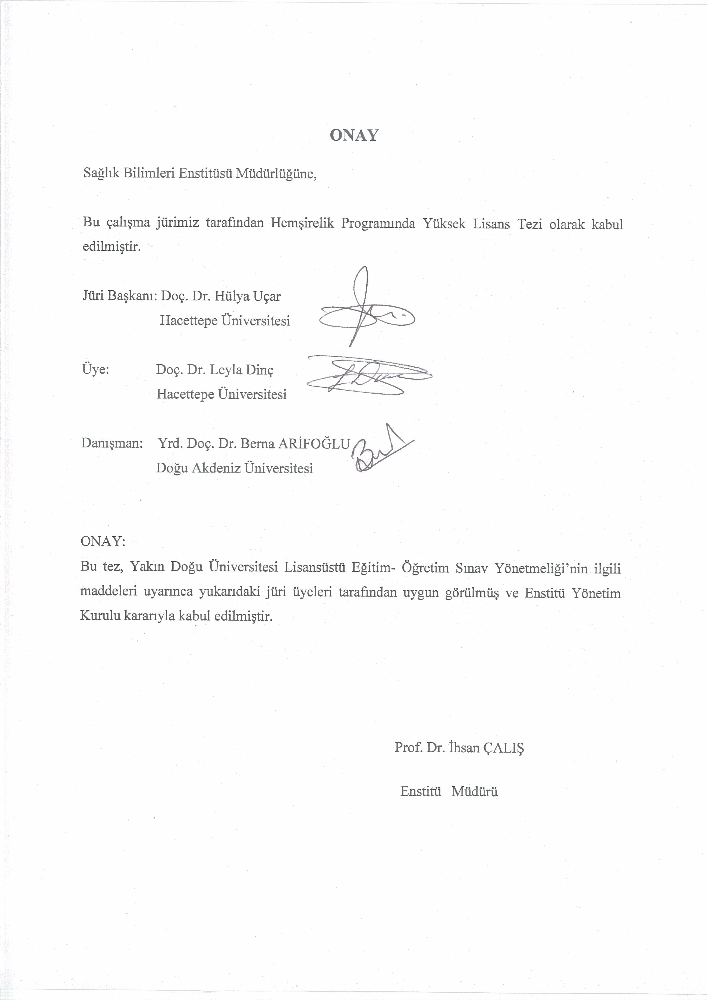 ONAY
Sağlık Bilimleri Enstitüsü Müdürlüğüne,
Bu çalışma jürimiz tarafından Hemşirelik Programında Yüksek Lisans Tezi olarak kabul
edilmiştir.
Jüri Başkanı: Doç. Dr. Hülya Uçar
Hacettepe Üniversitesi
Üye: Doç. Dr. Leyla Dinç
Hacettepe Üniversitesi
Danışman: Yrd. Doç. Dr. Berna ARİFOĞLU
Doğu Akdeniz Üniversitesi
ONAY:
Bu tez, Yakın Doğu Üniversitesi Lisansüstü Eğitim- Öğretim Sınav Yönetmeliği’nin ilgili
maddeleri uyarınca yukarıdaki jüri üyeleri tarafından uygun görülmüş ve Enstitü Yönetim
Kurulu kararıyla kabul edilmiştir.
Prof. Dr. İhsan ÇALIŞ
Enstitü Müdürü